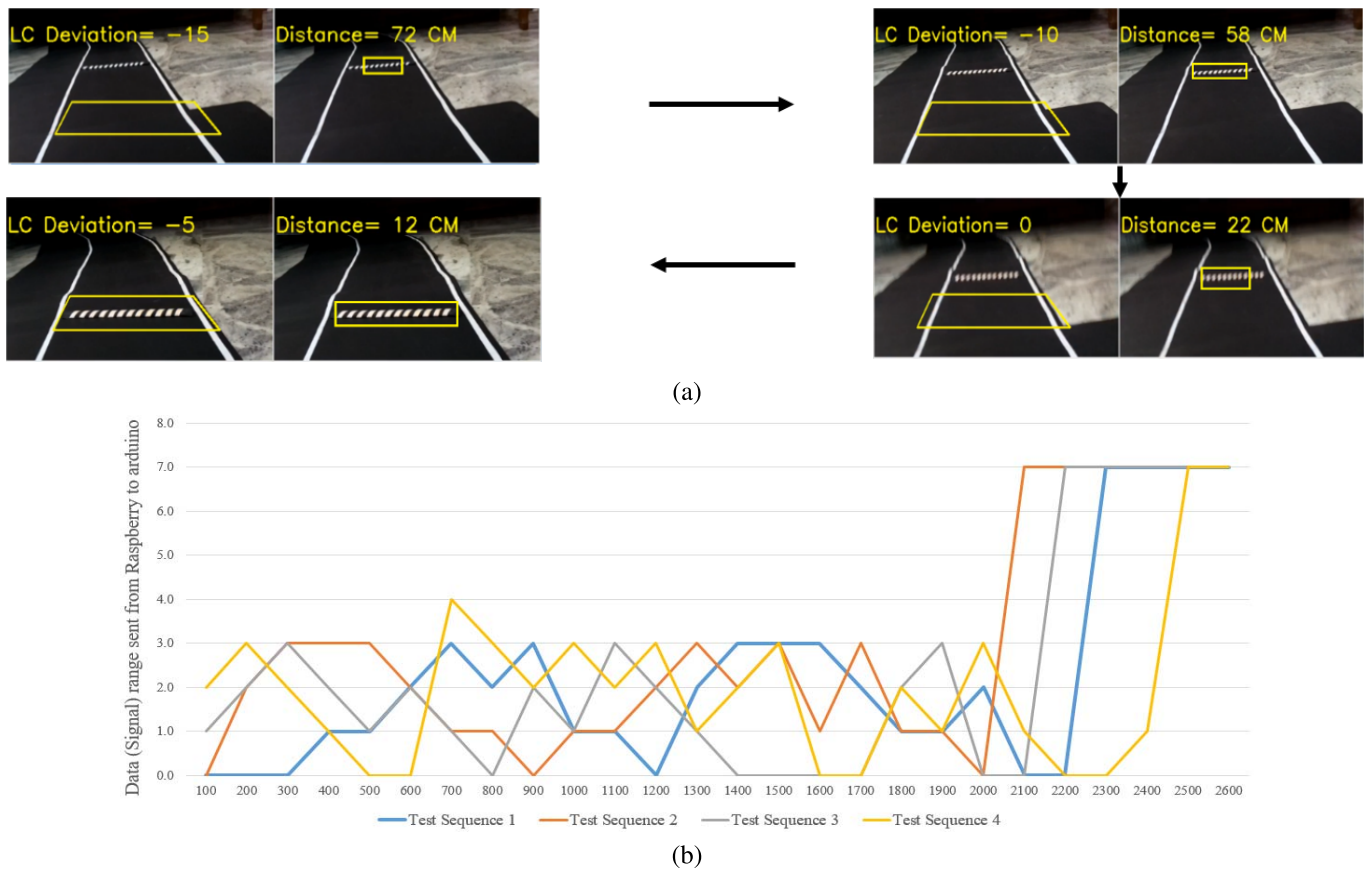 LC Deviation= -15 Distance= 72 CM
LC Deviation= -10 Distance= 58 CM
LC Deviation= -5 Distance= 12 CM
LC Deviation= 0 Distance= 22 CM
(a)
Data (Signal) range sent from Raspberry to arduino
8.0
7.0
6.0
5.0
4.0
3.0
2.0
1.0
0.0
100 200 300 400 500 600 700 800 900 1000 1100 1200 1300 1400 1500 1600 1700 1800 1900 2000 2100 2200 2300 2400 2500 2600
Test Sequence 1 Test Sequence 2 Test Sequence 3 Test Sequence 4
(b)